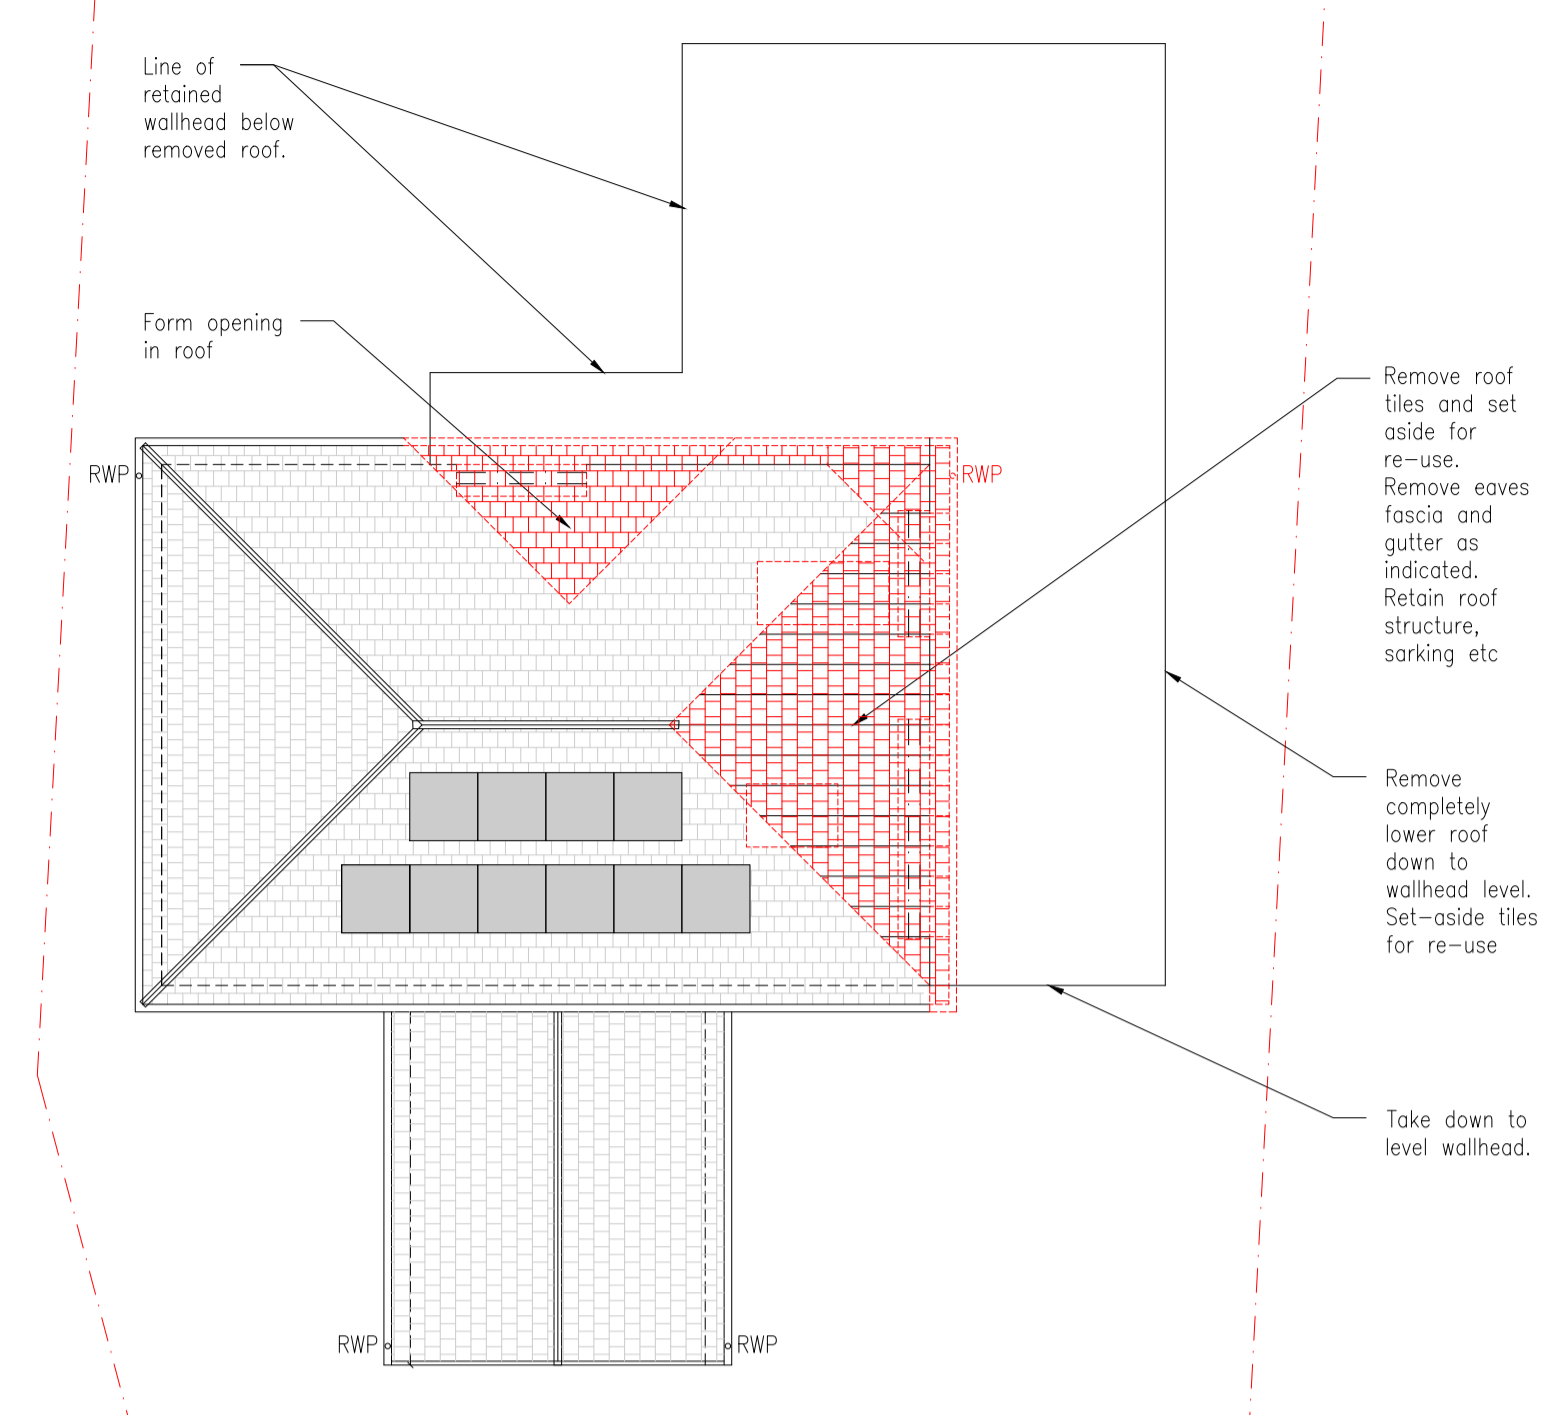 Line of
retained
wallhead below
removed roof.
Form opening
in roof
Remove roof
tiles and set
aside for
re-use.
Remove eaves
fascia and
gutter as
indicated.
Retain roof
structure,
sarking etc
RWP
RWP
Remove
completely
lower roof
down to
wallhead level.
Set-aside tiles
for re-use
Take down to
level wallhead.
RWP
RWP